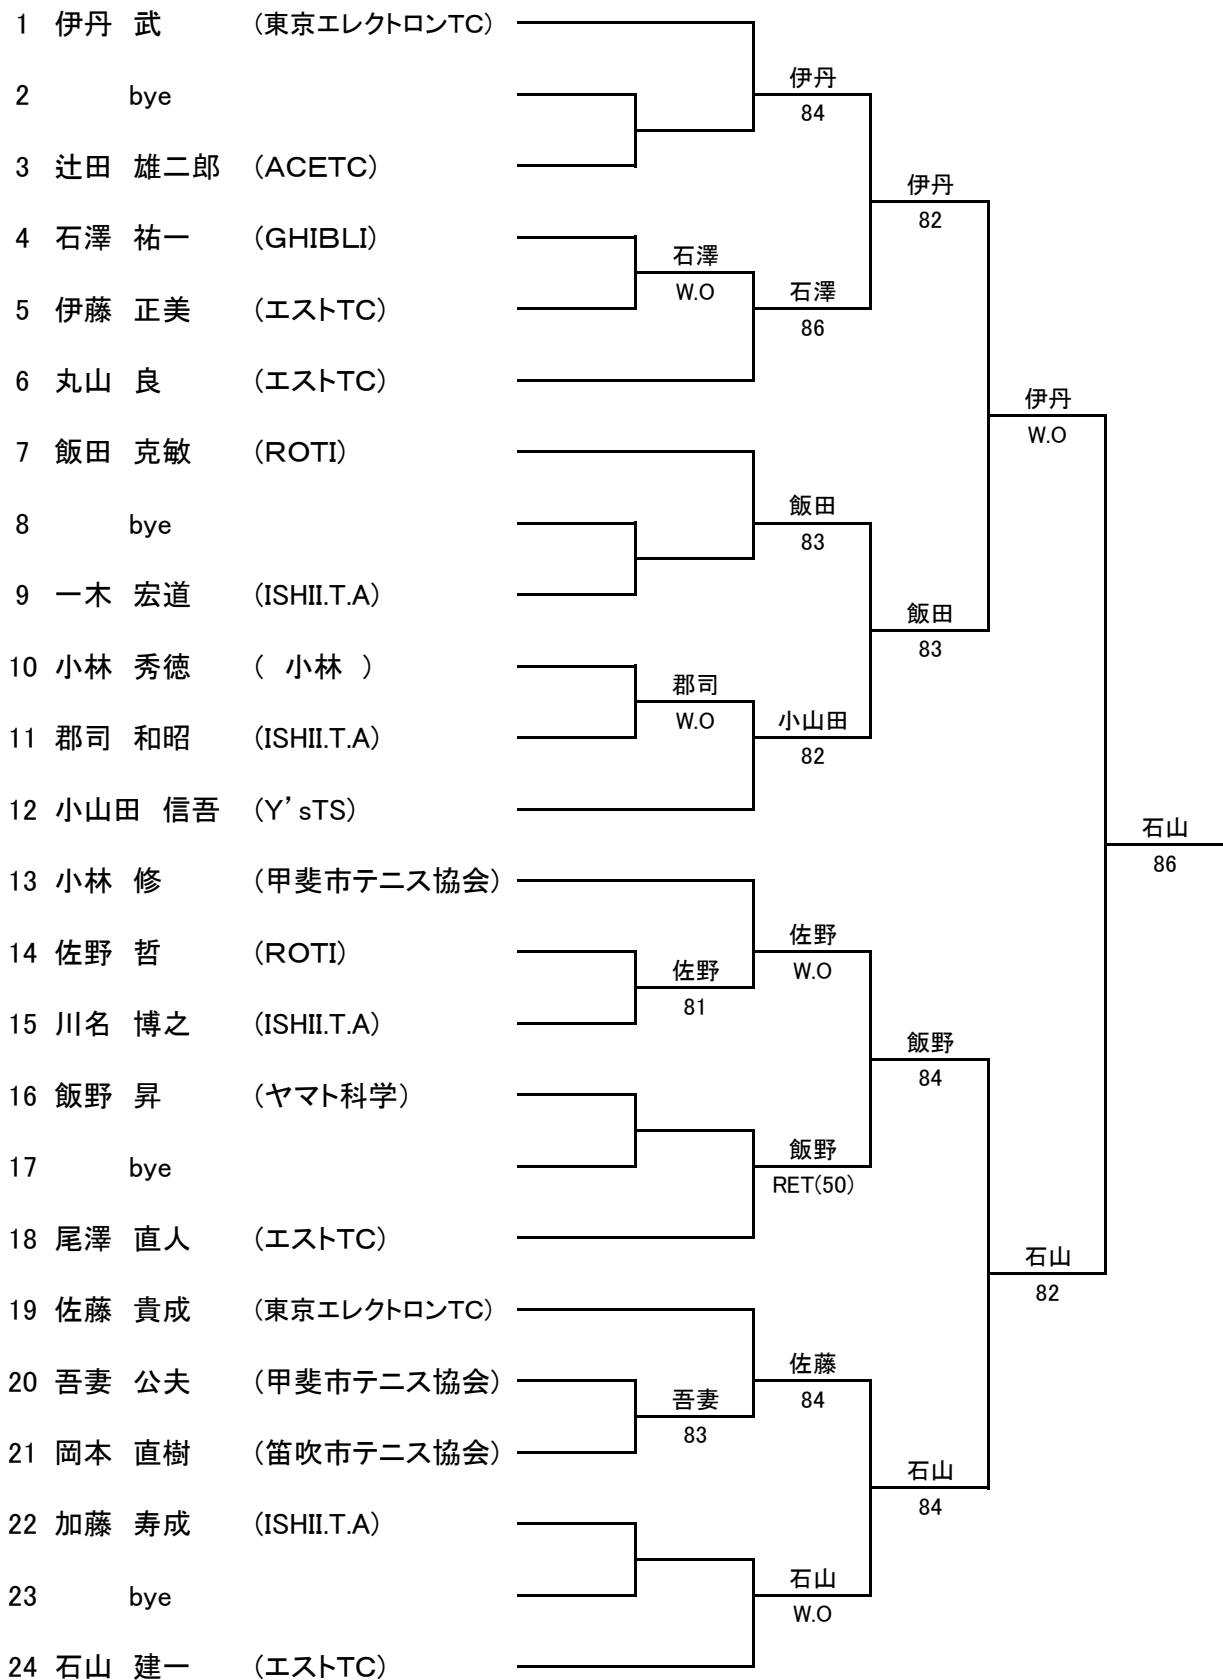 1 伊丹 武 (東京エレクトロンTC)
伊丹
2 bye
84
3 辻田 雄二郎 (ACETC)
伊丹
82
4 石澤 祐一 (GHIBLI)
石澤
W.O
石澤
86
5 伊藤 正美 (エストTC)
6 丸山 良 (エストTC)
伊丹
W.O
7 飯田 克敏 (ROTI)
飯田
83
8 bye
9 一木 宏道 (ISHII.T.A)
飯田
83
10 小林 秀徳 ( 小林 )
郡司
W.O
小山田
82
11 郡司 和昭 (ISHII.T.A)
12 小山田 信吾 (Y'sTS)
石山
86
13 小林 修 (甲斐市テニス協会)
佐野
W.O
14 佐野 哲 (ROTI)
佐野
81
15 川名 博之 (ISHII.T.A)
飯野
84
16 飯野 昇 (ヤマト科学)
飯野
RET(50)
17 bye
18 尾澤 直人 (エストTC)
石山
82
19 佐藤 貴成 (東京エレクトロンTC)
佐藤
84
20 吾妻 公夫 (甲斐市テニス協会)
吾妻
83
21 岡本 直樹 (笛吹市テニス協会)
石山
84
22 加藤 寿成 (ISHII.T.A)
石山
W.O
23 bye
24 石山 建一 (エストTC)